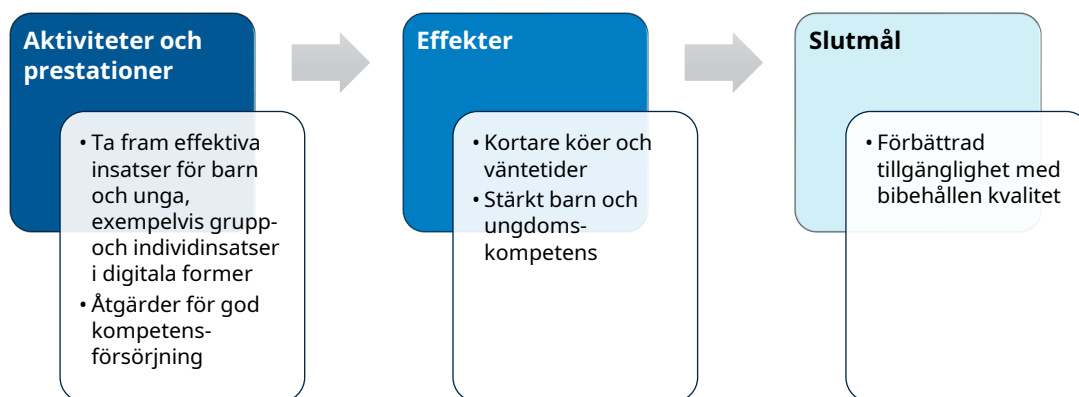 Aktiviteter och
prestationer
• Ta fram effektiva
insatser för barn
och unga,
exempelvis grupp-
och individinsatser
i digitala former
• Åtgärder för god
kompetens-
försörjning
Effekter
• Kortare köer och
väntetider
• Stärkt barn och
ungdoms-
kompetens
Slutmål
• Förbättrad
tillgänglighet med
bibehållen kvalitet